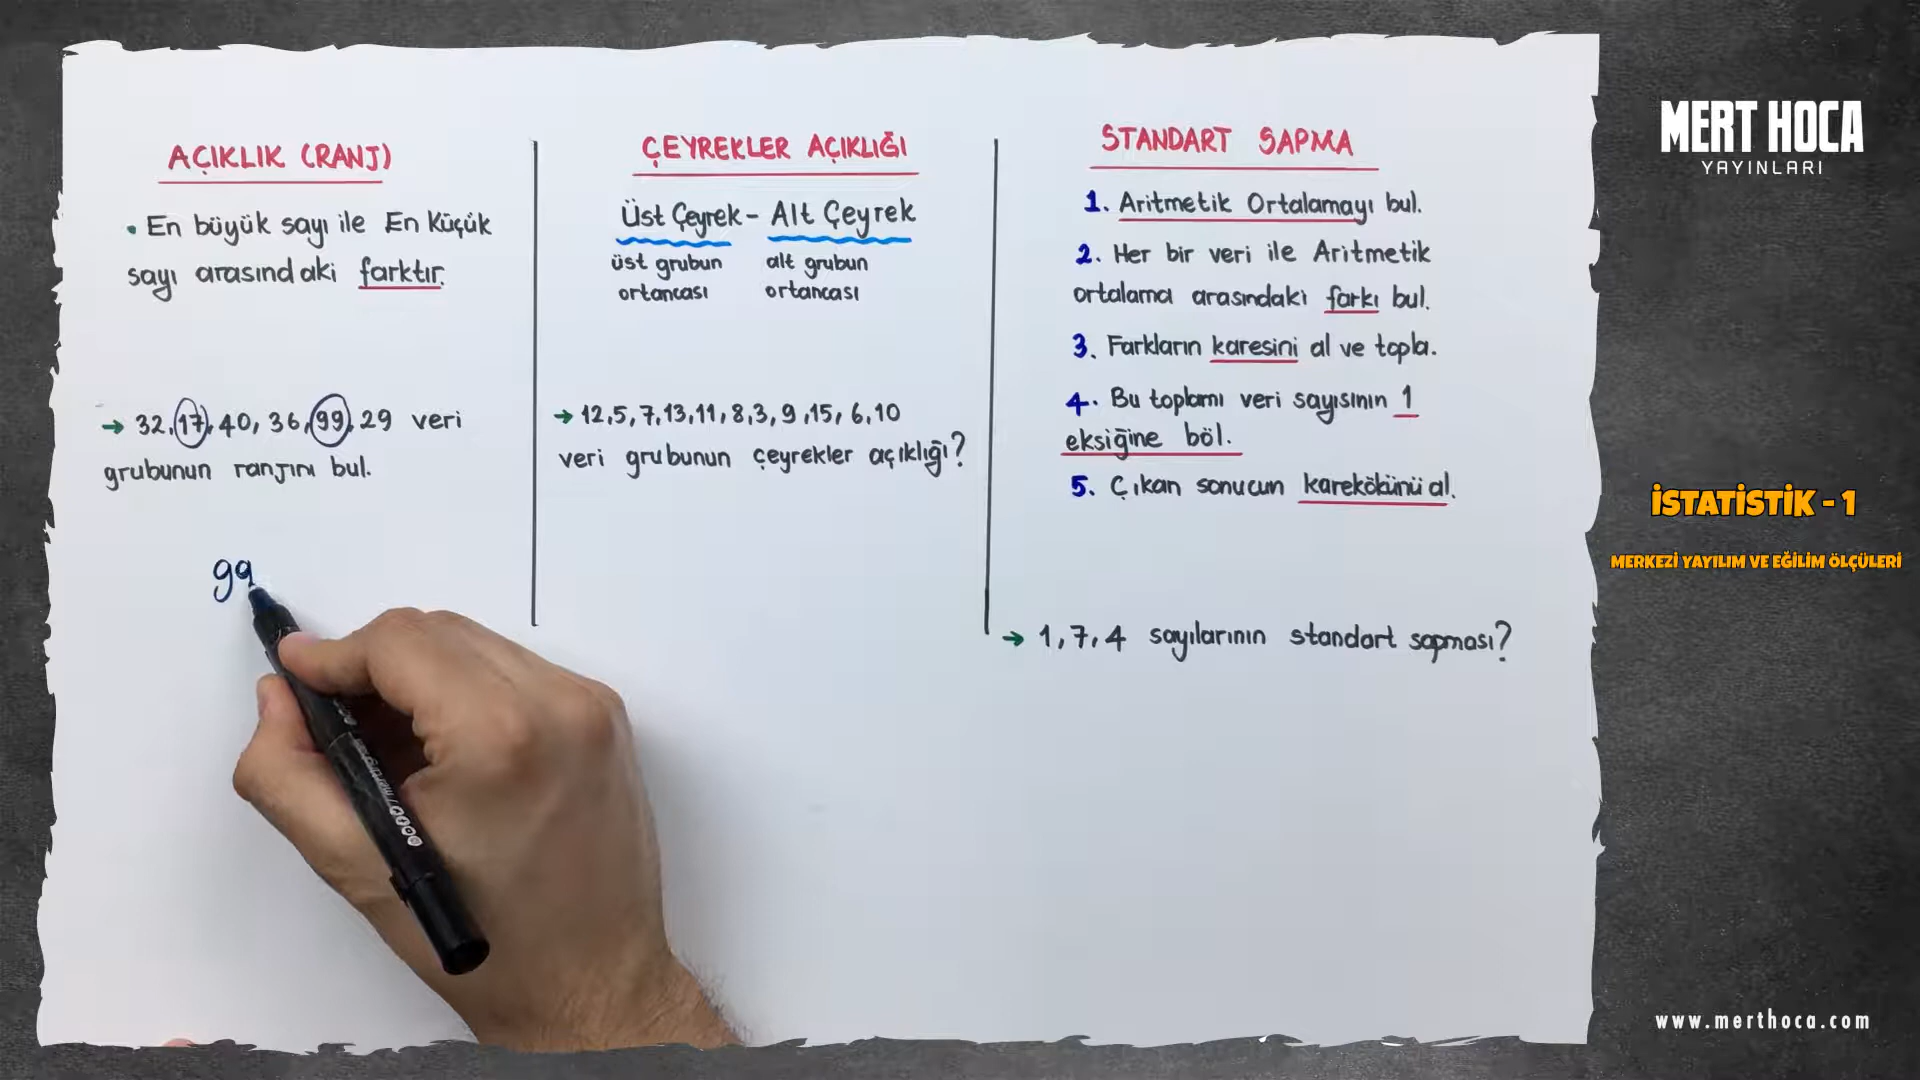 AÇIKLIK (RANJ)
• En büyük sayı ile En Küçük
sayı arasındaki farktır.
→ 32, 17, 40, 36, 99, 29 veri
grubunun ranjını bul.
99
ÇEYREKLER AÇIKLIĞI
Üst Çeyrek - Alt Çeyrek
üst grubun alt grubun
ortancası ortancası
→ 12, 5, 7, 13, 11, 8, 3, 9, 15, 6, 10
veri grubunun çeyrekler açıklığı?
STANDART SAPMA
1. Aritmetik Ortalamayı bul.
2. Her bir veri ile Aritmetik
ortalama arasındaki farkı bul.
3. Farkların karesini al ve topla.
4. Bu toplamı veri sayısının 1
eksiğine böl.
5. Çıkan sonucun karekökünü al.
→ 1, 7, 4 sayılarının standart sapması?
MERT HOCA
YAYINLARI
İSTATİSTİK - 1
MERKEZİ YAYILIM VE EĞİLİM ÖLÇÜLERİ
www.merthoca.com